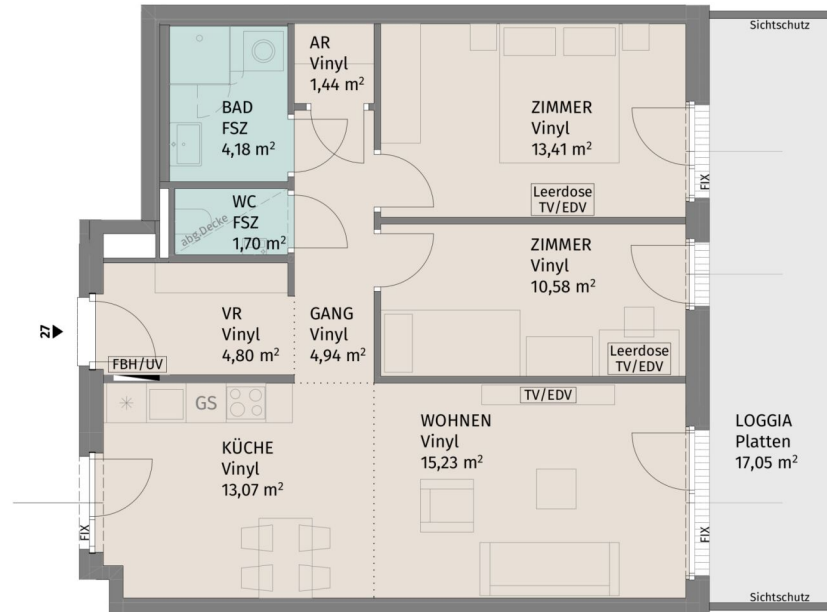 Sichtschutz
AR
Vinyl
1,44 m²
BAD
FSZ
4,18 m²
ZIMMER
Vinyl
13,41 m²
FIX
Leerdose
TV/EDV
WC
FSZ
1,70 m²
abg.Decke
ZIMMER
Vinyl
10,58 m²
27
VR
Vinyl
4,80 m²
GANG
Vinyl
4,94 m²
Leerdose
TV/EDV
FBH/UV
GS
TV/EDV
KÜCHE
Vinyl
13,07 m²
WOHNEN
Vinyl
15,23 m²
LOGGIA
Platten
17,05 m²
FIX
FIX
Sichtschutz